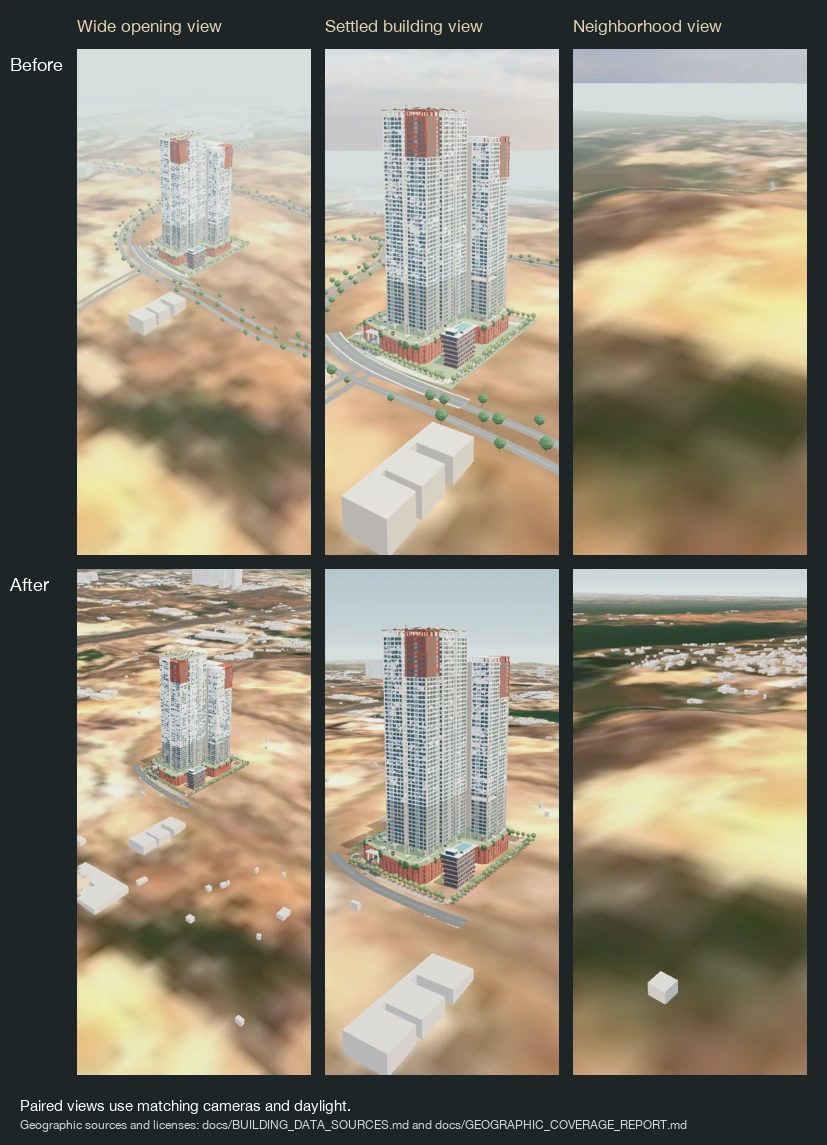 Wide opening view
Settled building view
Neighborhood view
Before
After
Paired views use matching cameras and daylight.
Geographic sources and licenses: docs/BUILDING_DATA_SOURCES.md and docs/GEOGRAPHIC_COVERAGE_REPORT.md